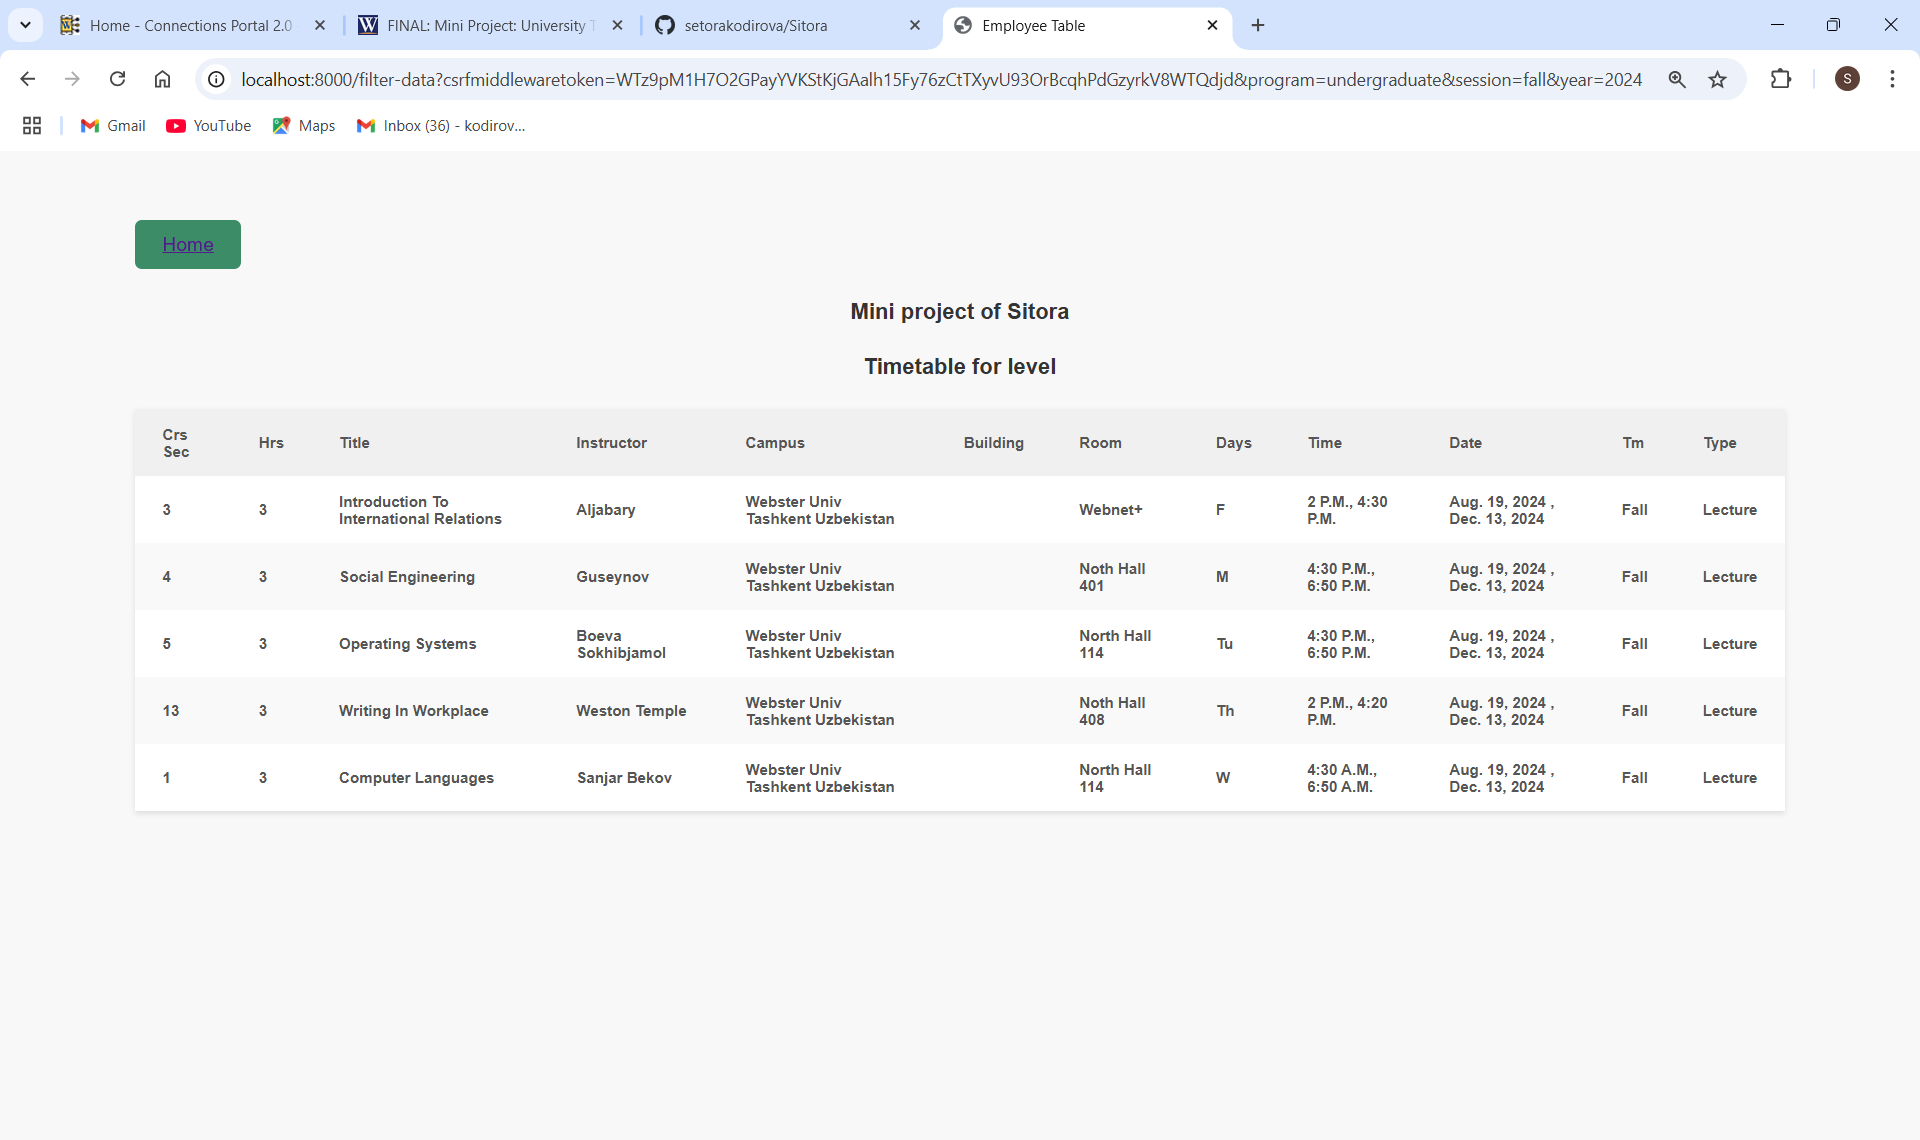 Home - Connections Portal 2.0
FINAL: Mini Project: University T
setorakodirova/Sitora
Employee Table
localhost:8000/filter-data?csrfmiddlewaretoken=WTz9pM1H7O2GPayYVKStKjGAalh15Fy76zCtTXyvU93OrBcqhPdGzyrkV8WTQdjd&program=undergraduate&session=fall&year=2024
S
Gmail
YouTube
Maps
Inbox (36) - kodirov...
Home
Mini project of Sitora
Timetable for level
Crs
Sec
Hrs
Title
Instructor
Campus
Building
Room
Days
Time
Date
Tm
Type
3
3
Introduction To
International Relations
Aljabary
Webster Univ
Tashkent Uzbekistan
Webnet+
F
2 P.M., 4:30
P.M.
Aug. 19, 2024 ,
Dec. 13, 2024
Fall
Lecture
4
3
Social Engineering
Guseynov
Webster Univ
Tashkent Uzbekistan
Noth Hall
401
M
4:30 P.M.,
6:50 P.M.
Aug. 19, 2024 ,
Dec. 13, 2024
Fall
Lecture
5
3
Operating Systems
Boeva
Sokhibjamol
Webster Univ
Tashkent Uzbekistan
North Hall
114
Tu
4:30 P.M.,
6:50 P.M.
Aug. 19, 2024 ,
Dec. 13, 2024
Fall
Lecture
13
3
Writing In Workplace
Weston Temple
Webster Univ
Tashkent Uzbekistan
Noth Hall
408
Th
2 P.M., 4:20
P.M.
Aug. 19, 2024 ,
Dec. 13, 2024
Fall
Lecture
1
3
Computer Languages
Sanjar Bekov
Webster Univ
Tashkent Uzbekistan
North Hall
114
W
4:30 A.M.,
6:50 A.M.
Aug. 19, 2024 ,
Dec. 13, 2024
Fall
Lecture